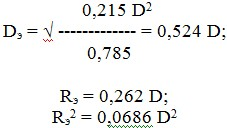 0,215 D²
Dэ = √ ------------- = 0,524 D;
0,785
Rэ = 0,262 D;
Rэ² = 0,0686 D²